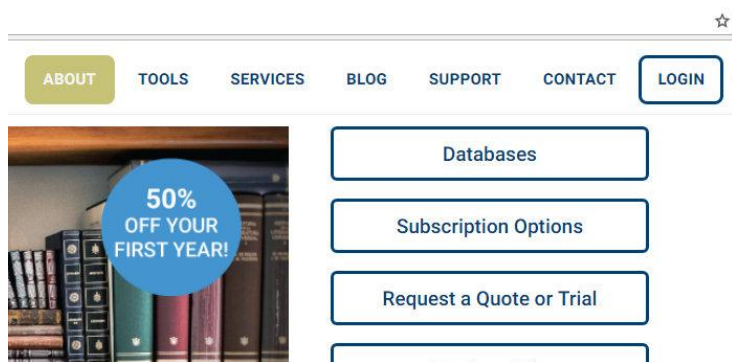 ABOUT TOOLS SERVICES BLOG SUPPORT CONTACT LOGIN
50%
OFF YOUR
FIRST YEAR!
Databases
Subscription Options
Request a Quote or Trial